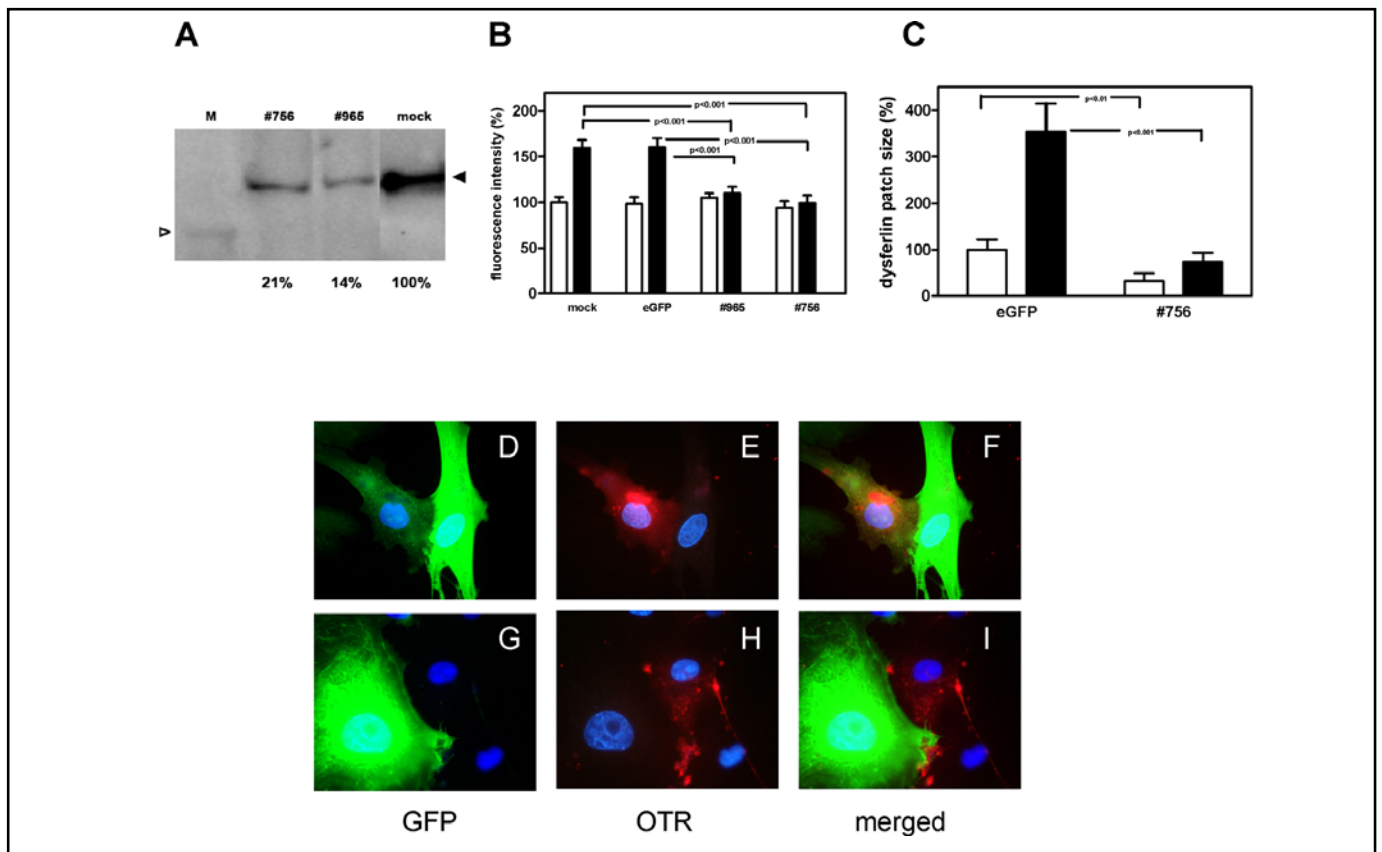 A
M #756 #965 mock
21% 14% 100%
B
fluorescence intensity (%)
200
150
100
50
0
p<0.001
p<0.001
p<0.001
p<0.001
mock eGFP #965 #756
C
dysferlin patch size (%)
400
300
200
100
0
p<0.01
p<0.001
eGFP #756
D E F
G H I
GFP OTR merged